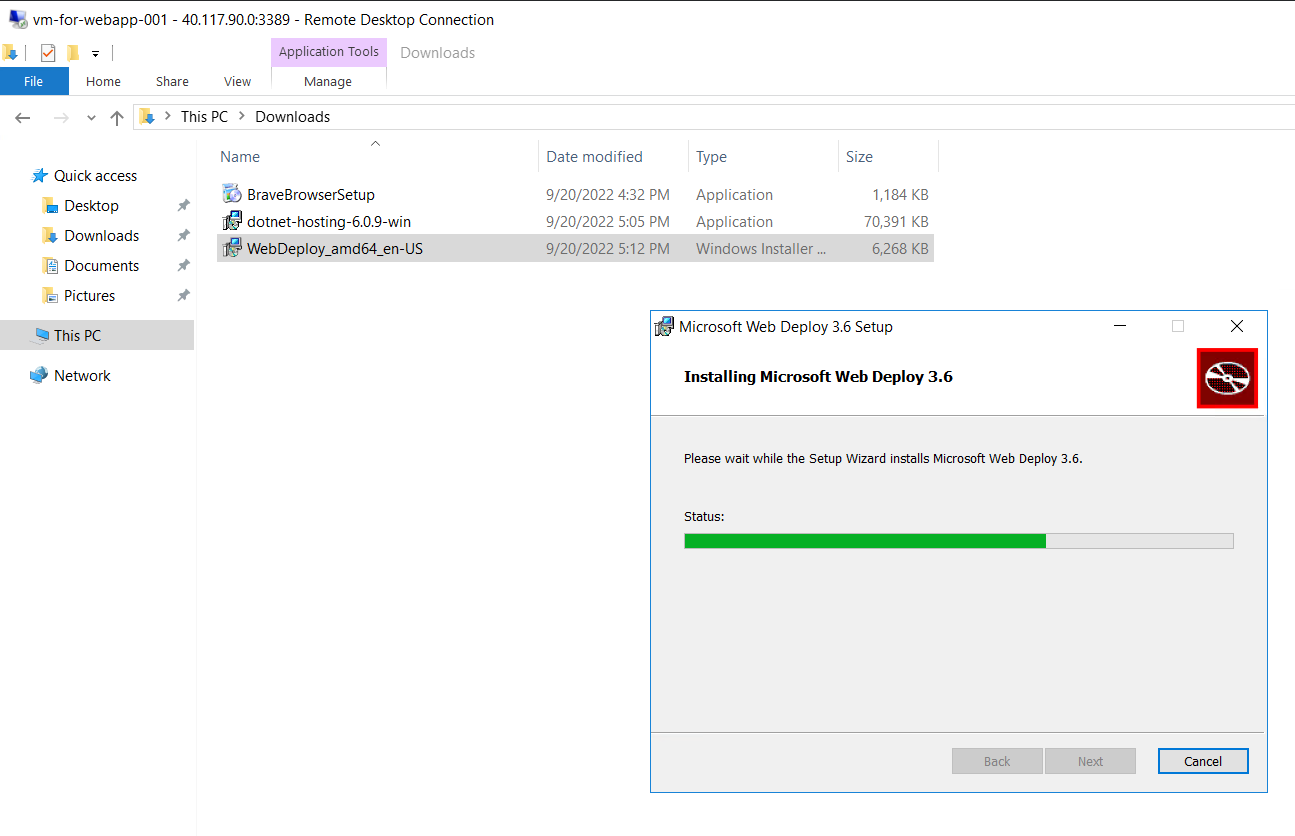 vm-for-webapp-001 - 40.117.90.0:3389 - Remote Desktop Connection
Application Tools Downloads
File Home Share View Manage
This PC Downloads
Name Date modified Type Size
Quick access
Desktop
Downloads
Documents
Pictures
This PC
Network
BraveBrowserSetup 9/20/2022 4:32 PM Application 1,184 KB
dotnet-hosting-6.0.9-win 9/20/2022 5:05 PM Application 70,391 KB
WebDeploy_amd64_en-US 9/20/2022 5:12 PM Windows Installer ... 6,268 KB
Microsoft Web Deploy 3.6 Setup
Installing Microsoft Web Deploy 3.6
Please wait while the Setup Wizard installs Microsoft Web Deploy 3.6.
Status:
Back Next Cancel